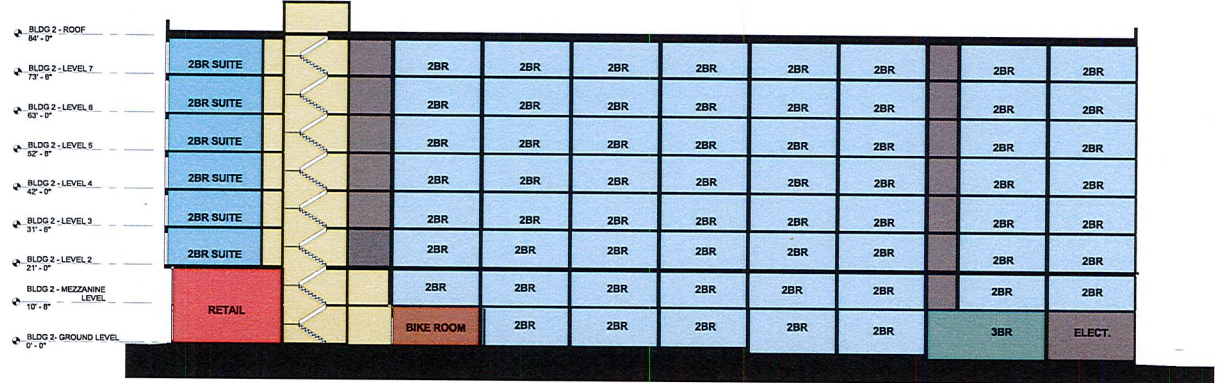 BLDG 2 - ROOF
84' - 0"
2BR SUITE 2BR 2BR 2BR 2BR 2BR 2BR 2BR 2BR
BLDG 2 - LEVEL 7
73' - 6"
2BR SUITE 2BR 2BR 2BR 2BR 2BR 2BR 2BR 2BR
BLDG 2 - LEVEL 6
63' - 0"
2BR SUITE 2BR 2BR 2BR 2BR 2BR 2BR 2BR 2BR
BLDG 2 - LEVEL 5
52' - 6"
2BR SUITE 2BR 2BR 2BR 2BR 2BR 2BR 2BR 2BR
BLDG 2 - LEVEL 4
42' - 0"
2BR SUITE 2BR 2BR 2BR 2BR 2BR 2BR 2BR 2BR
BLDG 2 - LEVEL 3
31' - 6"
2BR SUITE 2BR 2BR 2BR 2BR 2BR 2BR 2BR 2BR
BLDG 2 - LEVEL 2
21' - 0"
2BR 2BR 2BR 2BR 2BR 2BR 2BR 2BR
BLDG 2 - MEZZANINE
LEVEL
10' - 6"
RETAIL
BIKE ROOM 2BR 2BR 2BR 2BR 2BR 3BR ELECT.
BLDG 2- GROUND LEVEL
0' - 0"